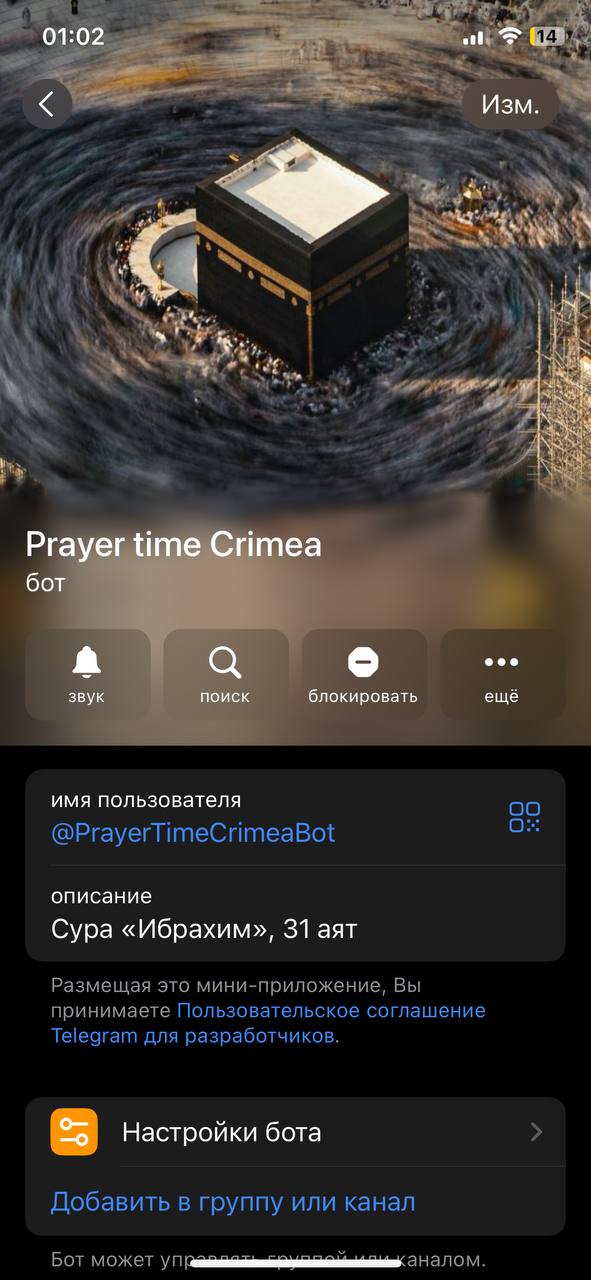 01:02
14
Изм.
Prayer time Crimea
бот
звук
поиск
блокировать
ещё
имя пользователя
@PrayerTimeCrimeaBot
описание
Сура «Ибрахим», 31 аят
Размещая это мини-приложение, Вы
принимаете Пользовательское соглашение
Telegram для разработчиков.
Настройки бота
Добавить в группу или канал
Бот может управлять группой или каналом.